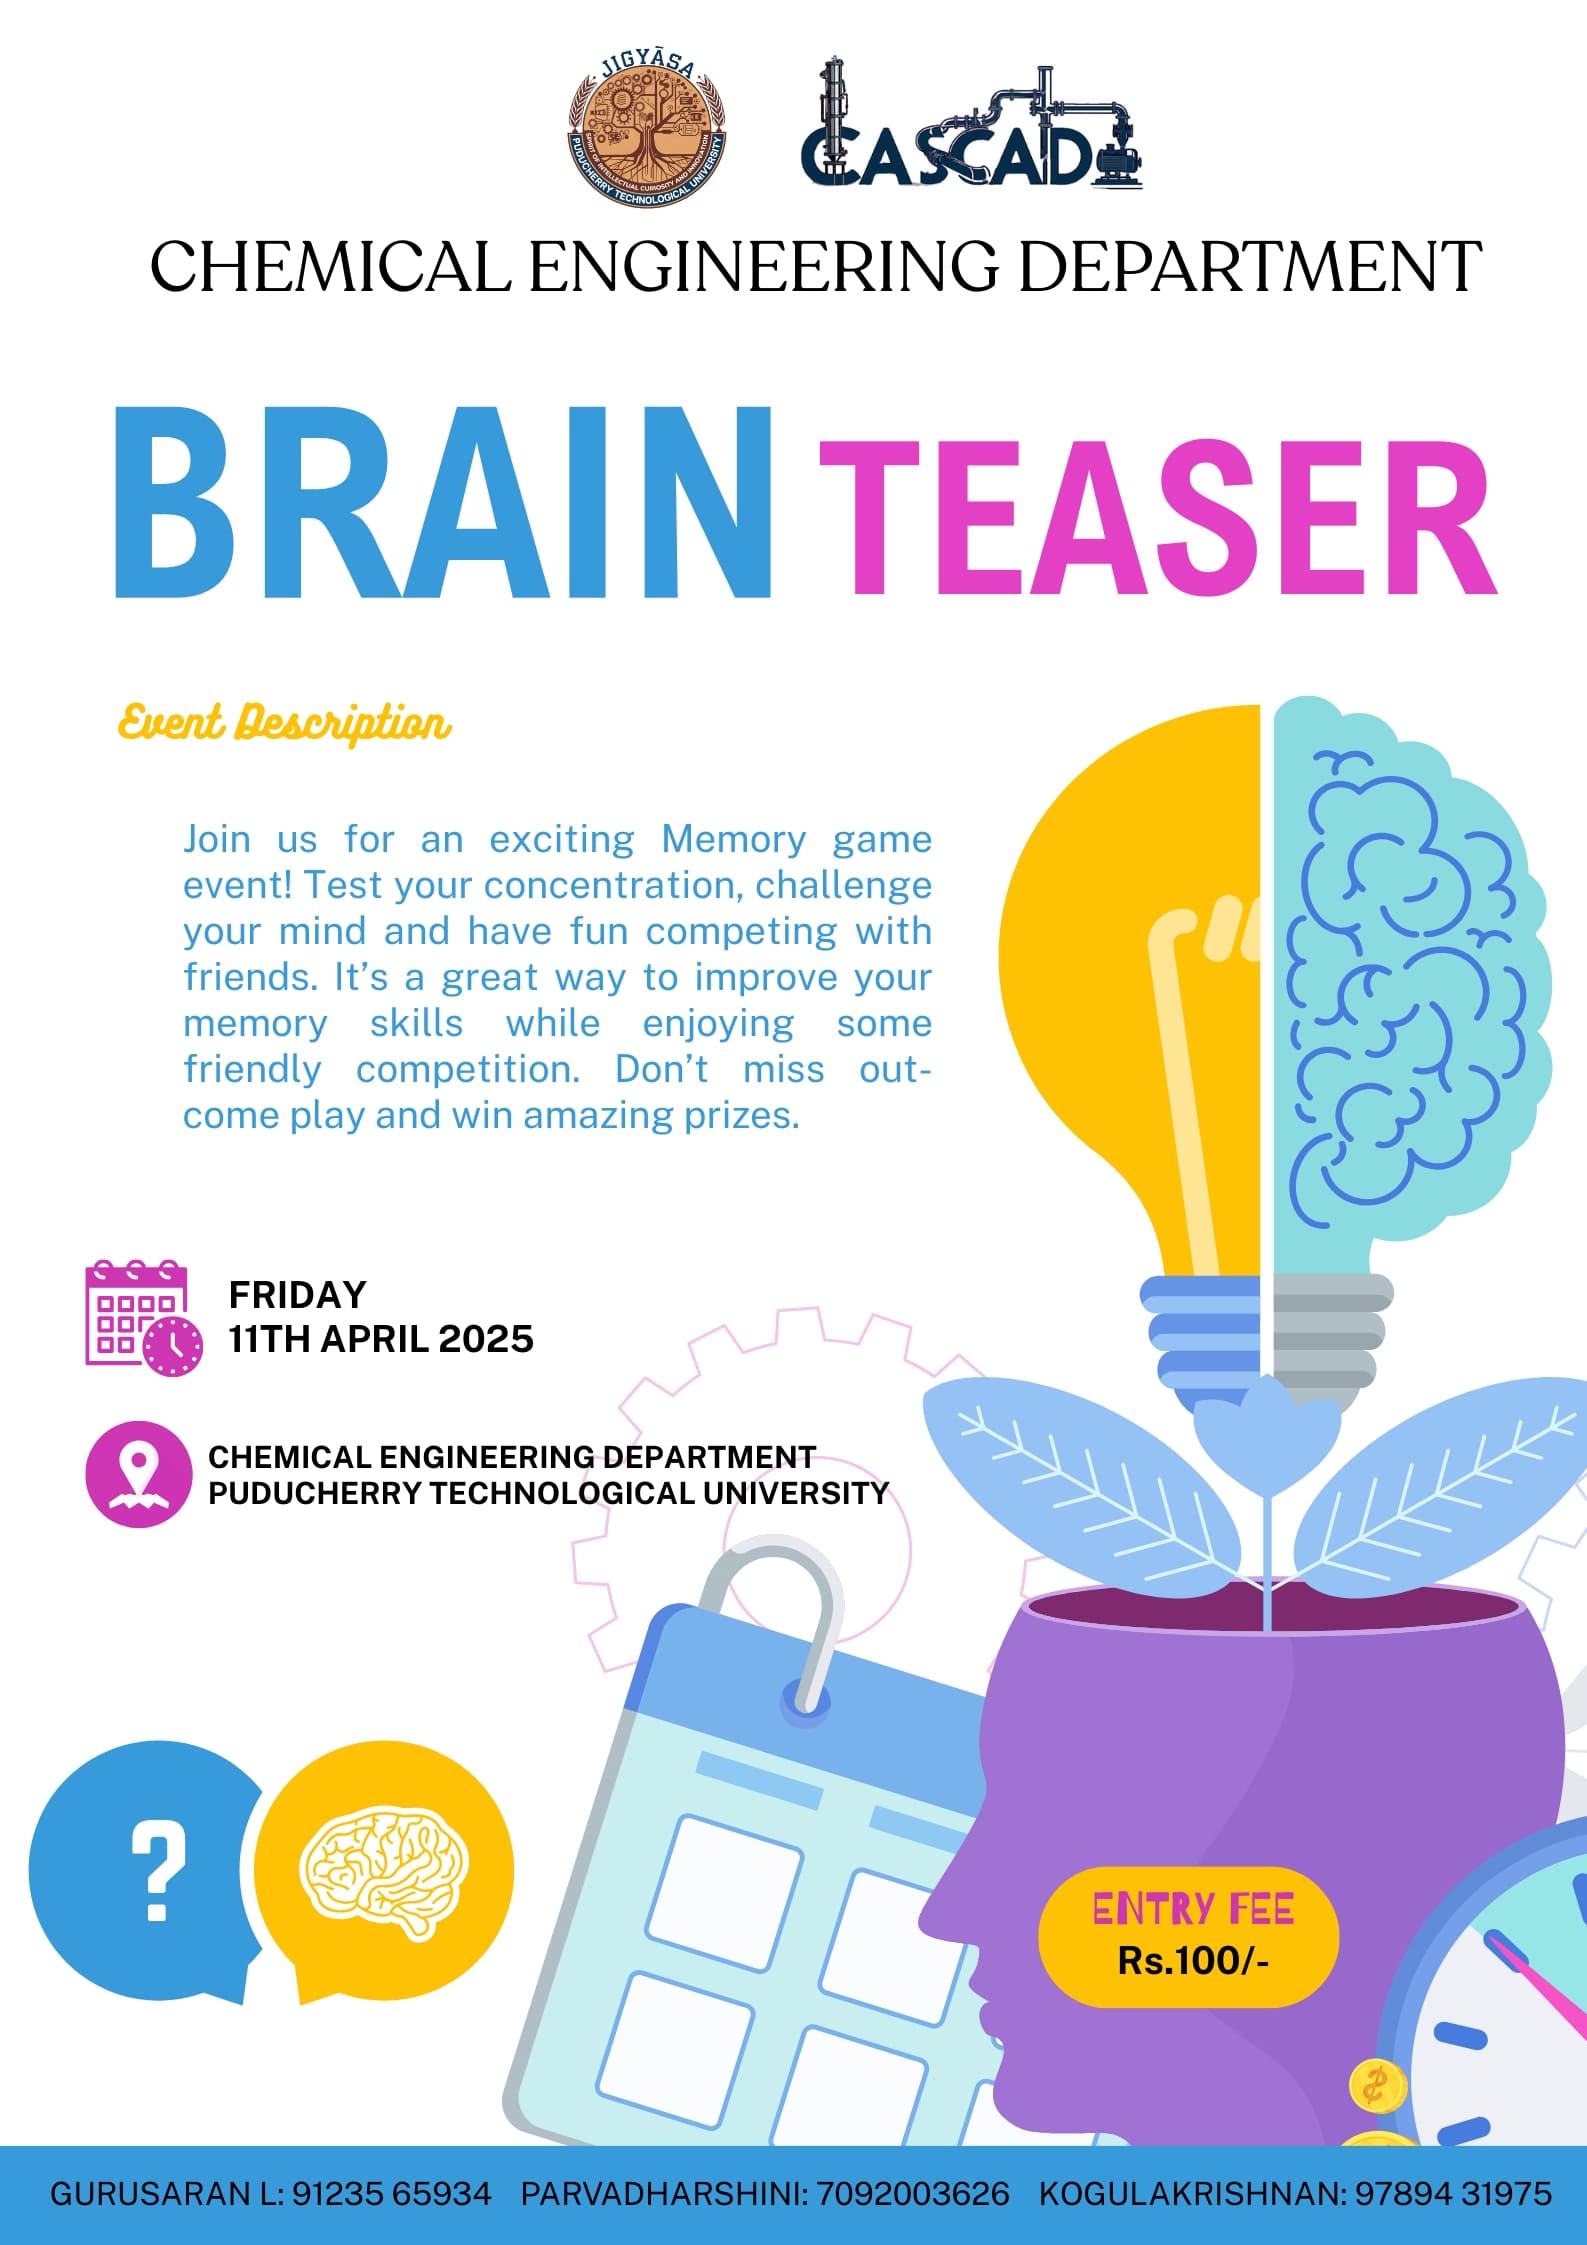 JIGYĀSA
SPIRIT OF INTELLECTUAL CURIOSITY AND INNOVATION
PUDUCHERRY TECHNOLOGICAL UNIVERSITY
CASCAD
CHEMICAL ENGINEERING DEPARTMENT
BRAIN TEASER
Event Description
Join us for an exciting Memory game
event! Test your concentration, challenge
your mind and have fun competing with
friends. It’s a great way to improve your
memory skills while enjoying some
friendly competition. Don’t miss out-
come play and win amazing prizes.
FRIDAY
11TH APRIL 2025
CHEMICAL ENGINEERING DEPARTMENT
PUDUCHERRY TECHNOLOGICAL UNIVERSITY
?
ENTRY FEE
Rs.100/-
GURUSARAN L: 91235 65934 PARVADHARSHINI: 7092003626 KOGULAKRISHNAN: 97894 31975